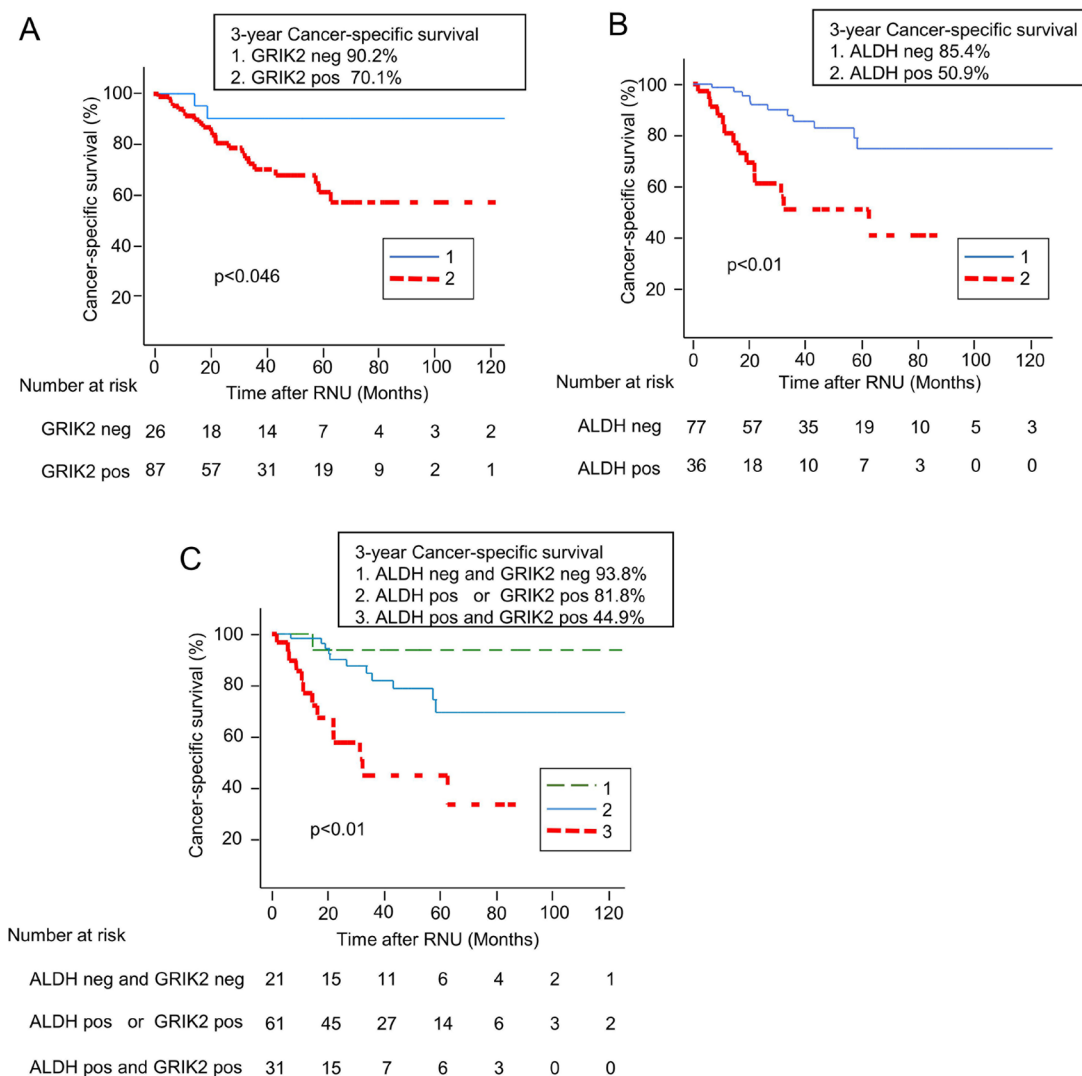 A
3-year Cancer-specific survival
1. GRIK2 neg 90.2%
2. GRIK2 pos 70.1%
Cancer-specific survival (%)
100
80
60
40
20
p<0.046
1
2
0 20 40 60 80 100 120
Time after RNU (Months)
Number at risk
GRIK2 neg 26 18 14 7 4 3 2
GRIK2 pos 87 57 31 19 9 2 1
B
3-year Cancer-specific survival
1. ALDH neg 85.4%
2. ALDH pos 50.9%
Cancer-specific survival (%)
100
80
60
40
20
p<0.01
1
2
0 20 40 60 80 100 120
Time after RNU (Months)
Number at risk
ALDH neg 77 57 35 19 10 5 3
ALDH pos 36 18 10 7 3 0 0
C
3-year Cancer-specific survival
1. ALDH neg and GRIK2 neg 93.8%
2. ALDH pos or GRIK2 pos 81.8%
3. ALDH pos and GRIK2 pos 44.9%
Cancer-specific survival (%)
100
80
60
40
20
p<0.01
1
2
3
0 20 40 60 80 100 120
Time after RNU (Months)
Number at risk
ALDH neg and GRIK2 neg 21 15 11 6 4 2 1
ALDH pos or GRIK2 pos 61 45 27 14 6 3 2
ALDH pos and GRIK2 pos 31 15 7 6 3 0 0